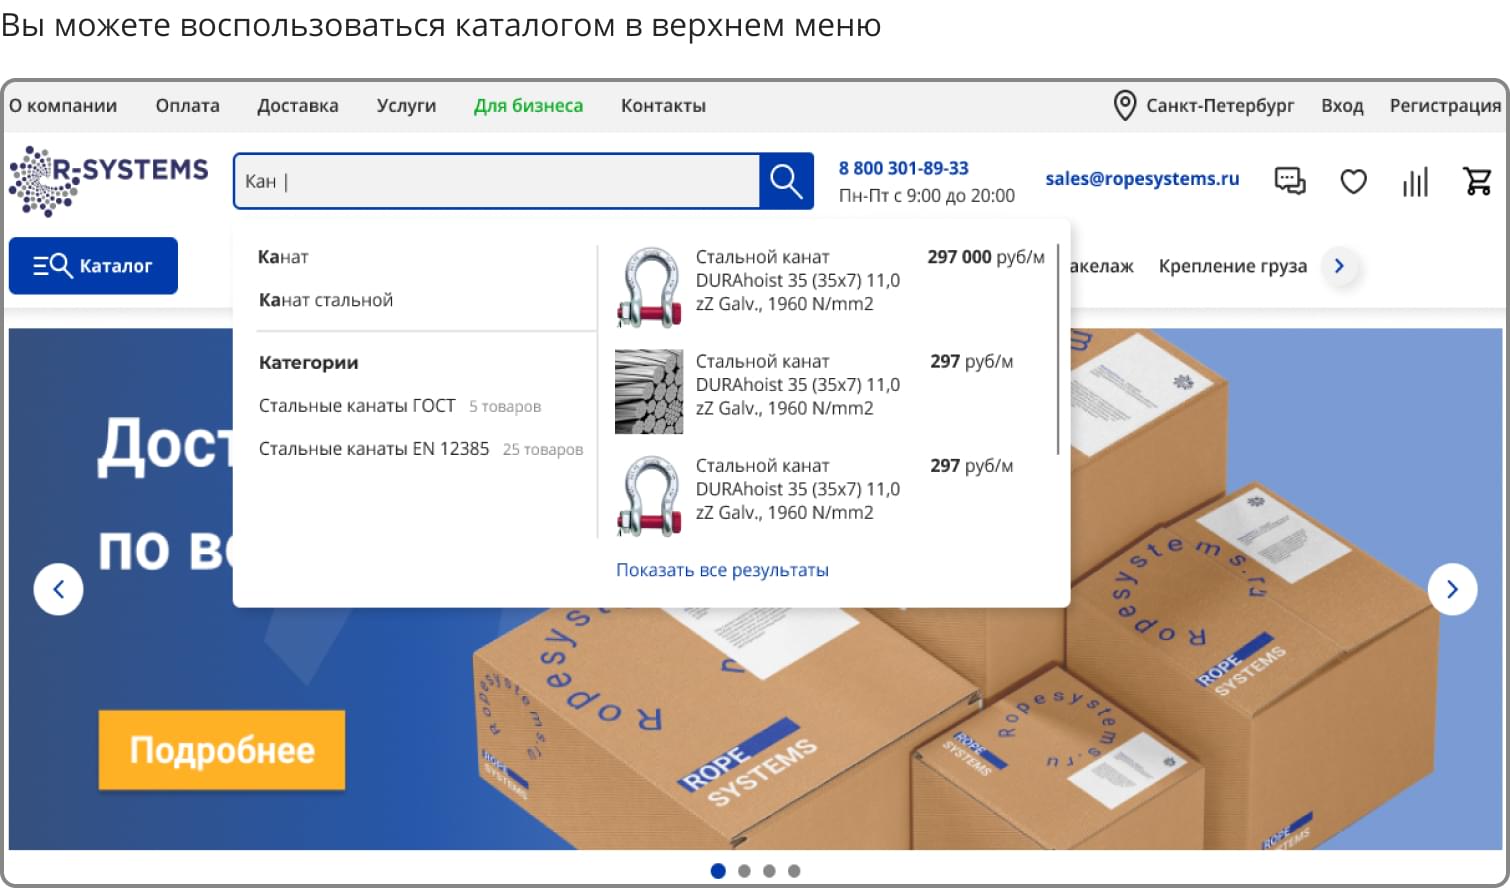 Вы можете воспользоваться каталогом в верхнем меню
О компании Оплата Доставка Услуги Для бизнеса Контакты Санкт-Петербург Вход Регистрация
R-SYSTEMS
Кан |
8 800 301-89-33
Пн-Пт с 9:00 до 20:00
sales@ropesystems.ru
Каталог
акелаж Крепление груза
Канат
Канат стальной
Категории
Стальные канаты ГОСТ 5 товаров
Стальные канаты EN 12385 25 товаров
Стальной канат 297 000 руб/м
DURAhoist 35 (35x7) 11,0
zZ Galv., 1960 N/mm2
Стальной канат 297 руб/м
DURAhoist 35 (35x7) 11,0
zZ Galv., 1960 N/mm2
Стальной канат 297 руб/м
DURAhoist 35 (35x7) 11,0
zZ Galv., 1960 N/mm2
Показать все результаты
Дост
по в
Подробнее
Ropesys
ROPE
SYSTEMS
Ropesystems.ru
ROPE
SYSTEMS
Ropesystems.ru
ROPE
SYSTEMS
Ropesystems.ru
ROPE
SYSTEMS
ROPE
SYSTEMS